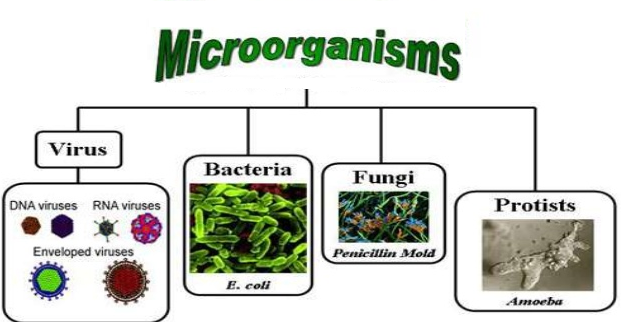 Microorganisms
Virus
DNA viruses RNA viruses
Enveloped viruses
Bacteria
E. coli
Fungi
Penicillin Mold
Protists
Amoeba